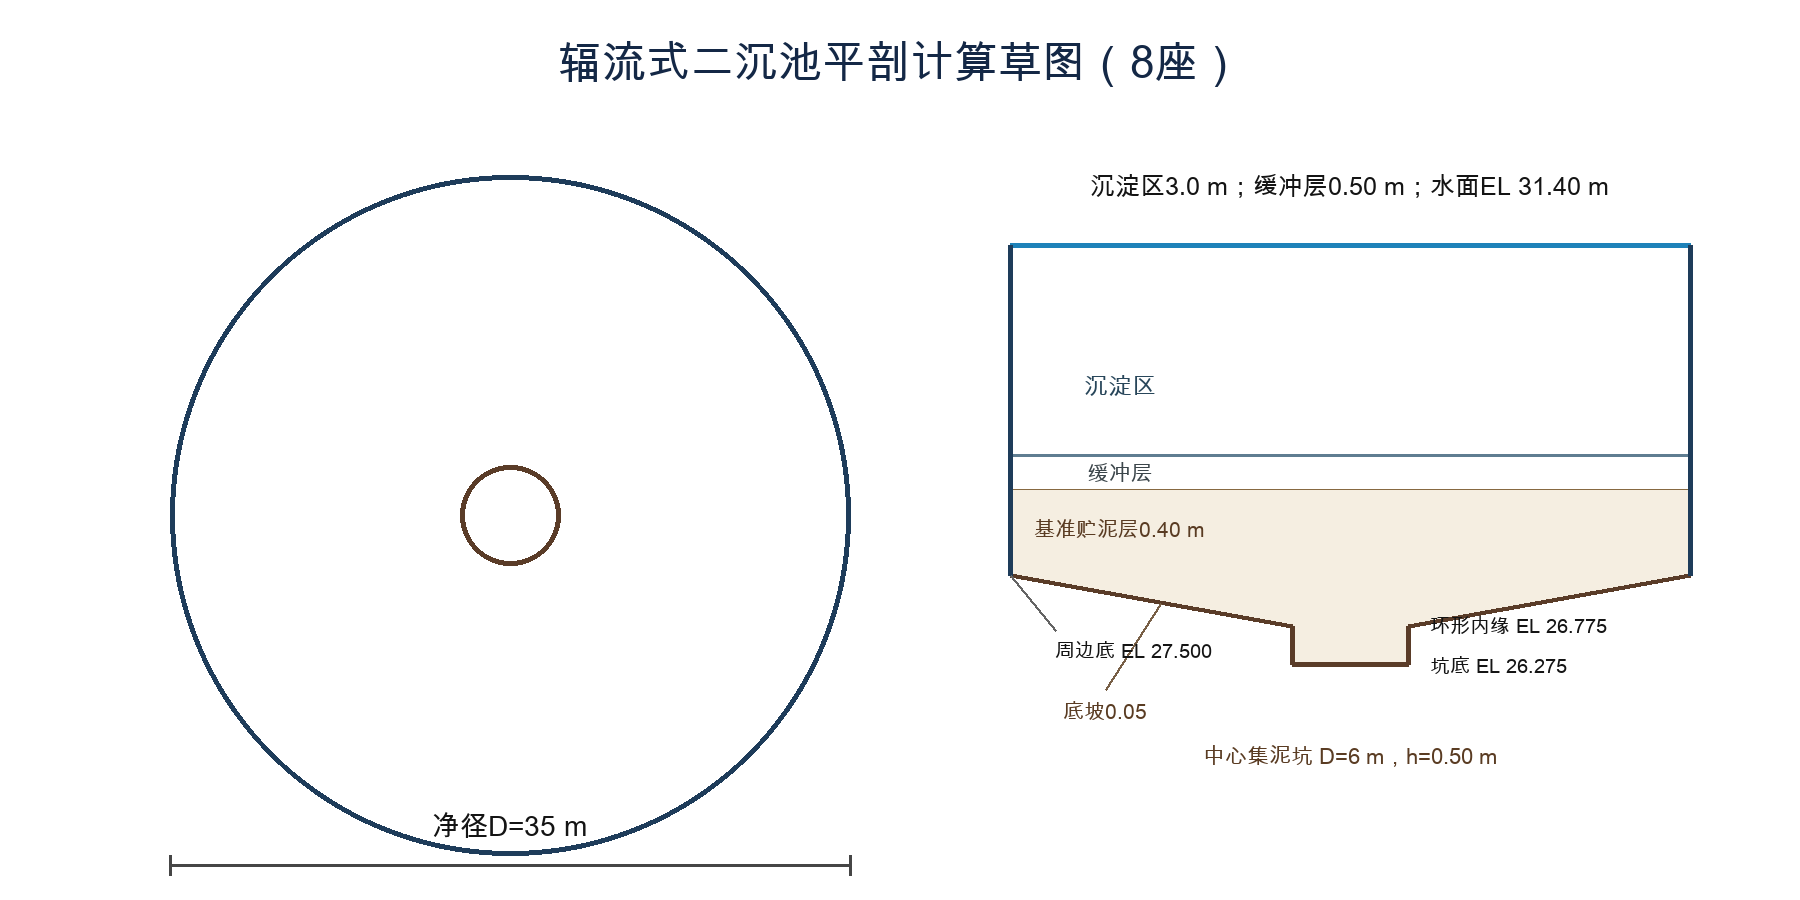 辐流式二沉池平剖计算草图（8座）
沉淀区3.0 m；缓冲层0.50 m；水面EL 31.40 m
沉淀区
缓冲层
基准贮泥层0.40 m
环形内缘 EL 26.775
周边底 EL 27.500
坑底 EL 26.275
底坡0.05
中心集泥坑 D=6 m，h=0.50 m
净径D=35 m